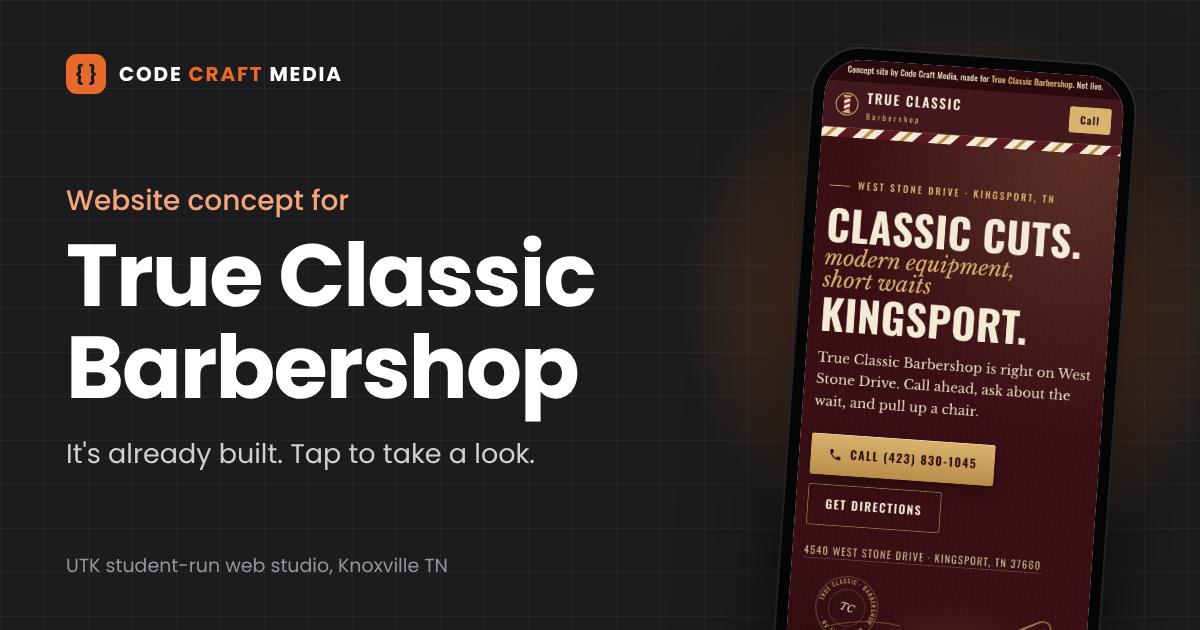 { } CODE CRAFT MEDIA
Website concept for
True Classic
Barbershop
It's already built. Tap to take a look.
UTK student-run web studio, Knoxville TN
Concept site by Code Craft Media, made for True Classic Barbershop. Not live.
TRUE CLASSIC
Barbershop
Call
WEST STONE DRIVE · KINGSPORT, TN
CLASSIC CUTS.
modern equipment,
short waits
KINGSPORT.
True Classic Barbershop is right on West
Stone Drive. Call ahead, ask about the
wait, and pull up a chair.
CALL (423) 830-1045
GET DIRECTIONS
4540 WEST STONE DRIVE · KINGSPORT, TN 37660
TRUE CLASSIC · BARBERSHOP
TC